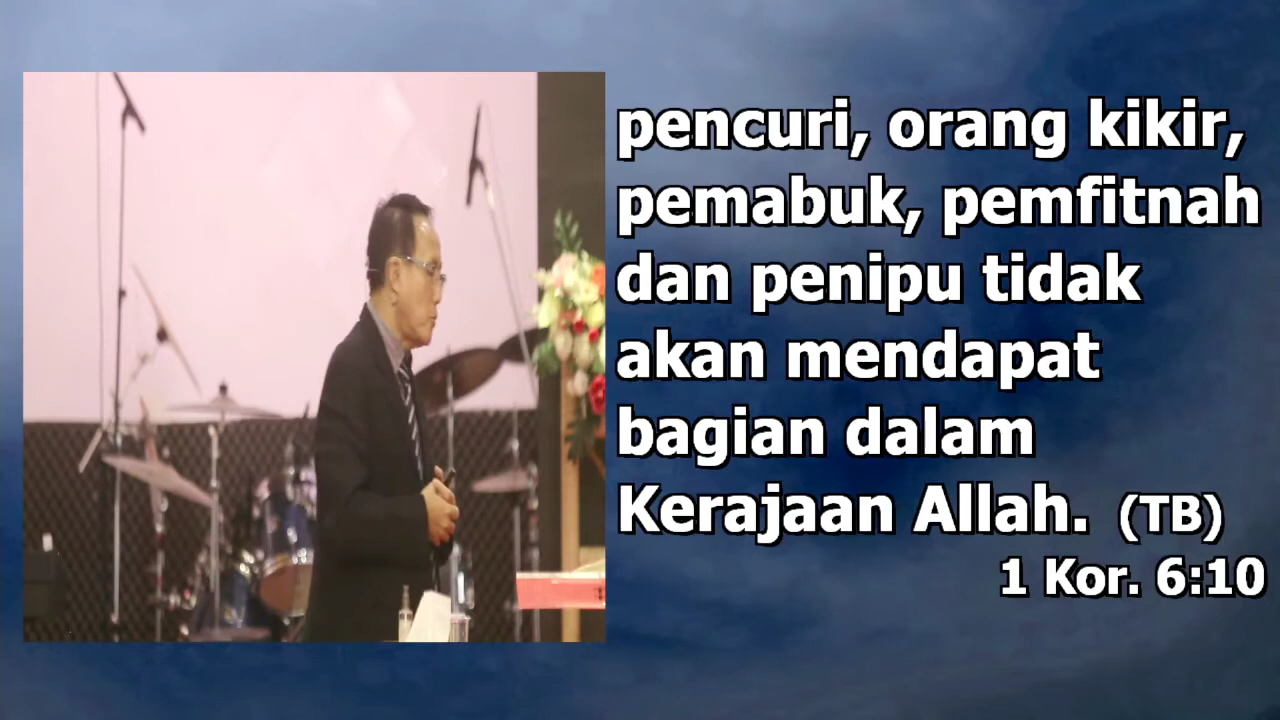 pencuri, orang kikir,
pemabuk, pemfitnah
dan penipu tidak
akan mendapat
bagian dalam
Kerajaan Allah. (TB)
1 Kor. 6:10